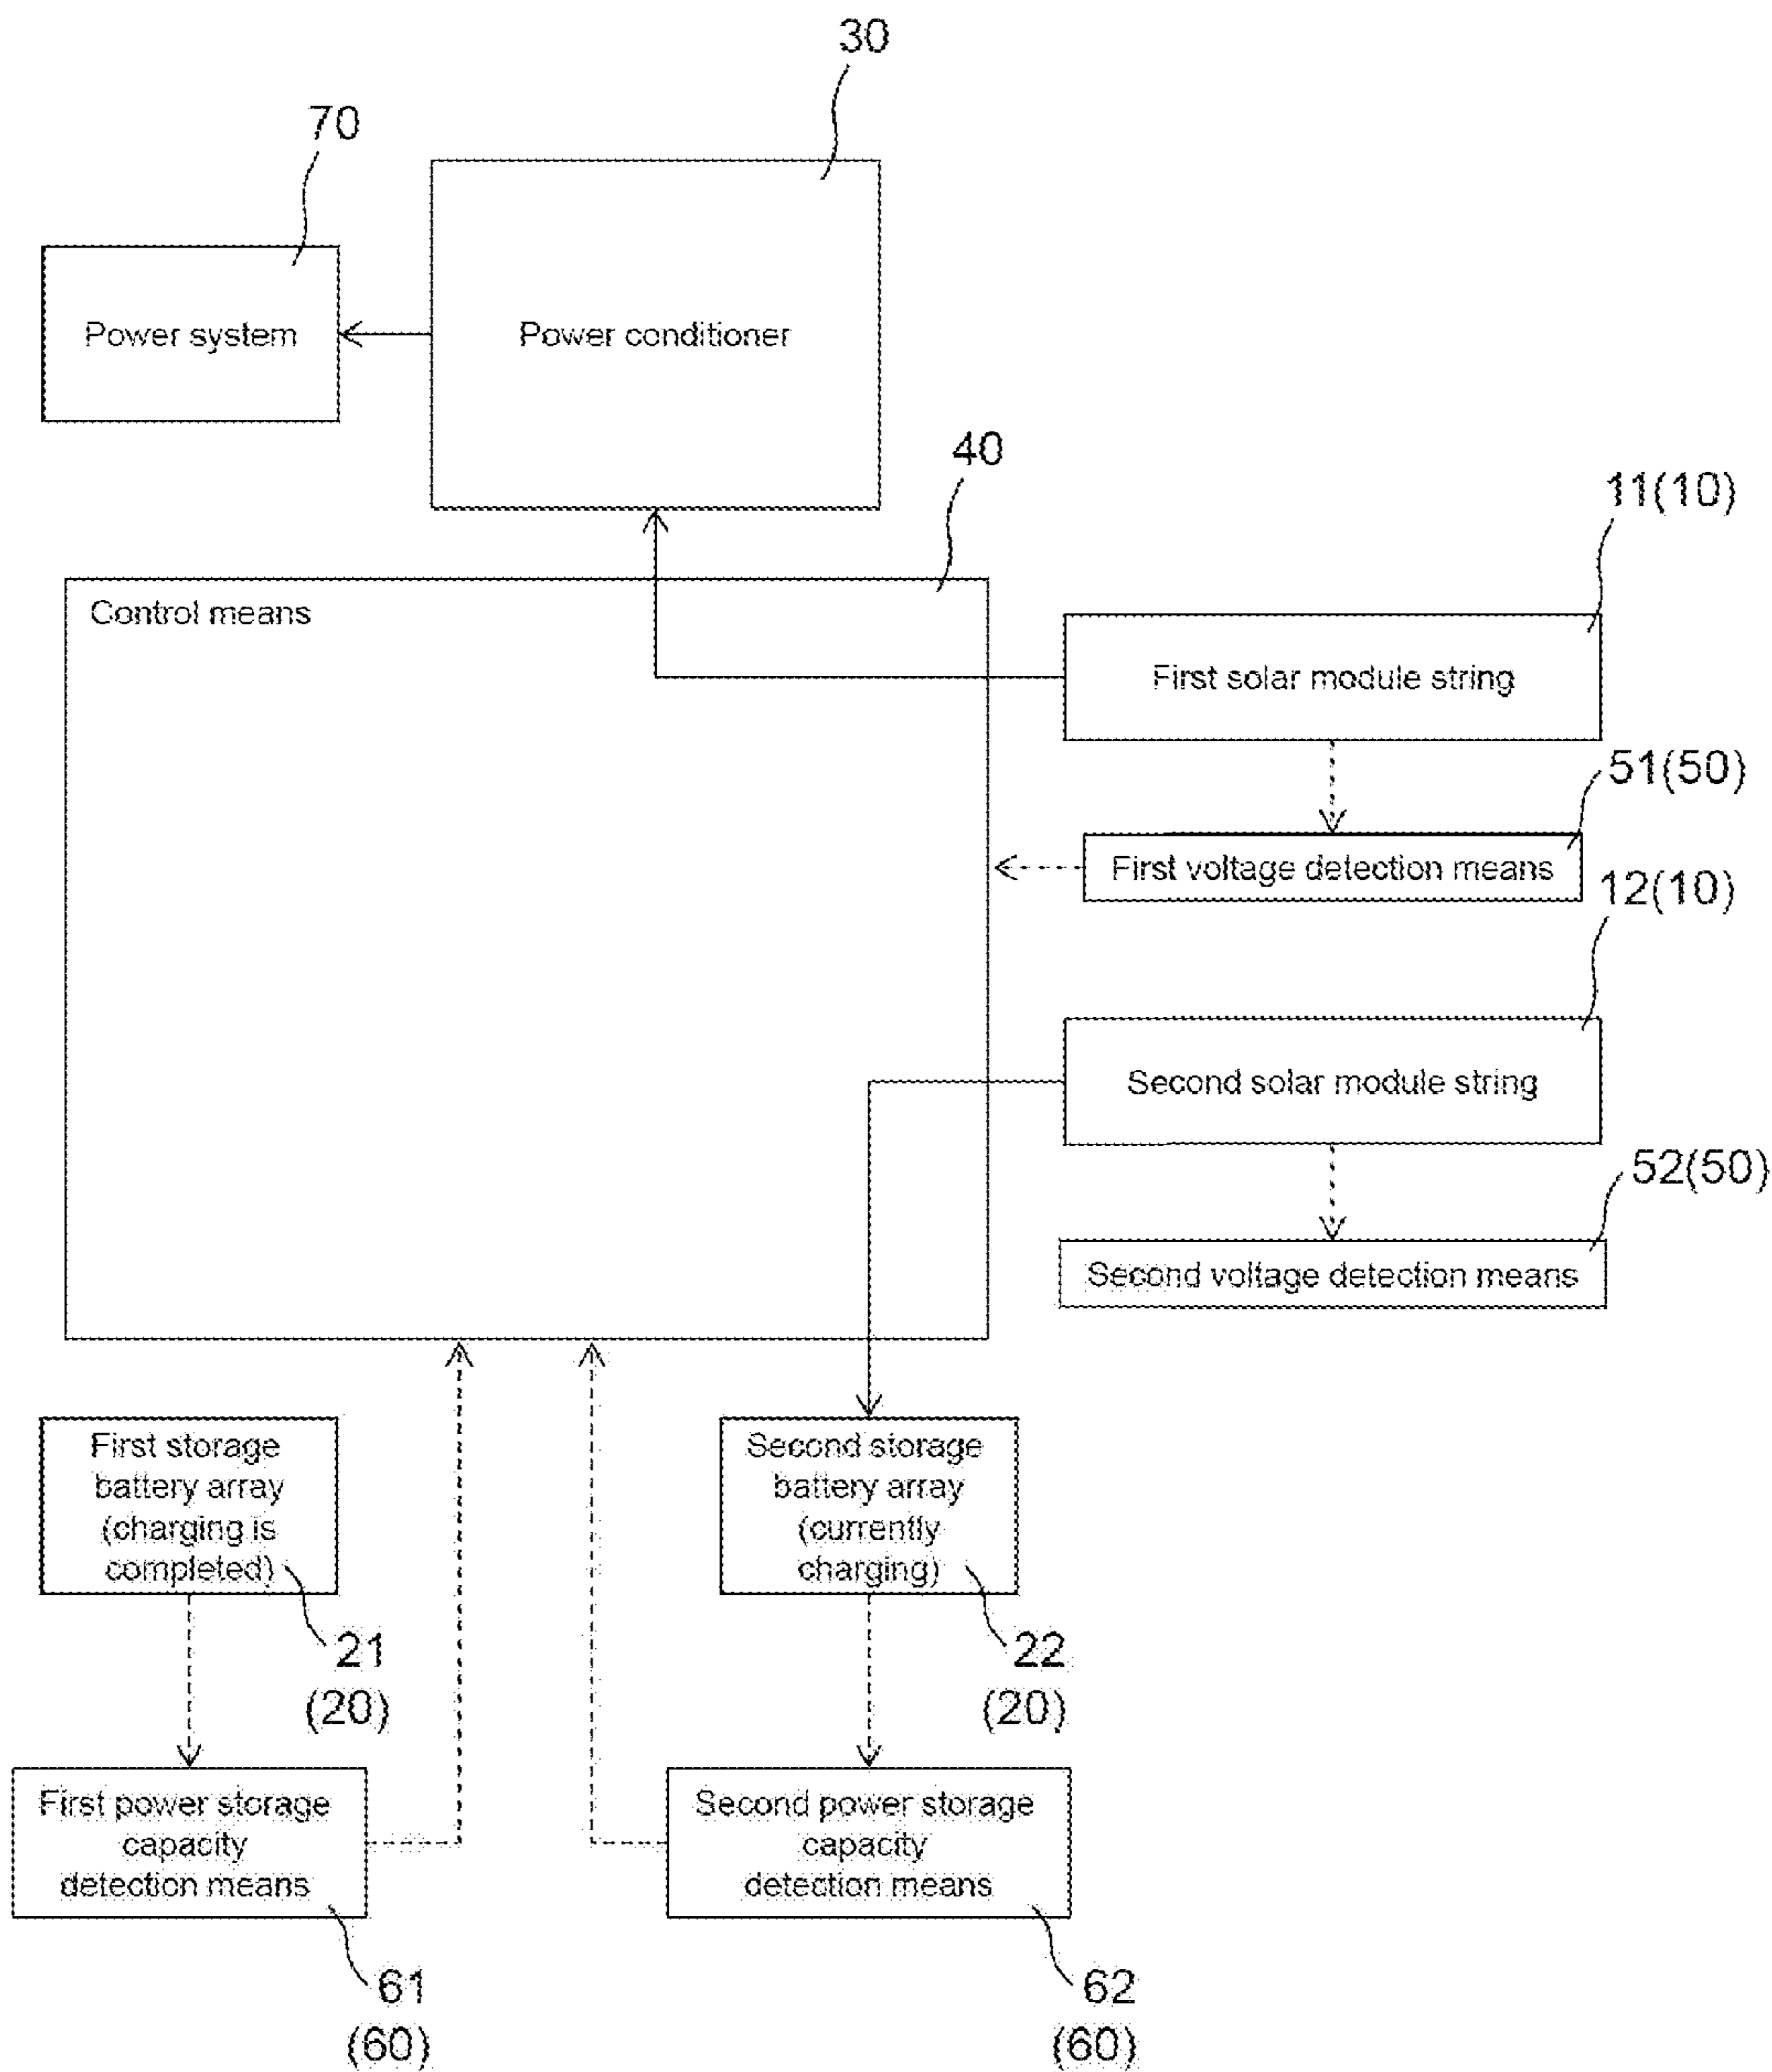 30
70
Power system
Power conditioner
40
11(10)
Control means
First solar module string
51(50)
First voltage detection means
12(10)
Second solar module string
52(50)
Second voltage detection means
First storage
battery array
(charging is
completed)
21
(20)
Second storage
battery array
(currently
charging)
22
(20)
First power storage
capacity
detection means
61
(60)
Second power storage
capacity
detection means
62
(60)